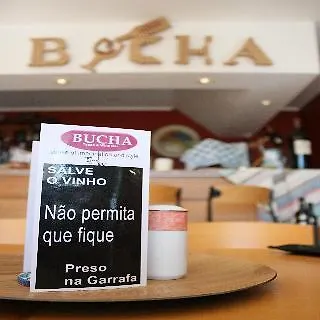 BUCHA
BUCHA
SALVE
O VINHO
Não permita
que fique
Preso
na Garrafa